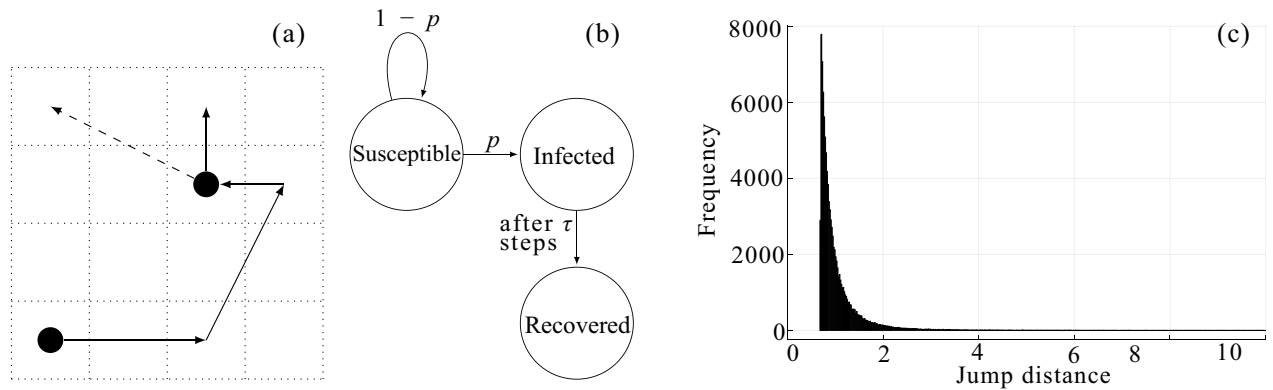 (a)
1 − p
(b)
Susceptible
p
Infected
after τ
steps
Recovered
(c)
Frequency
8000
6000
4000
2000
0
0 2 4 6 8 10
Jump distance